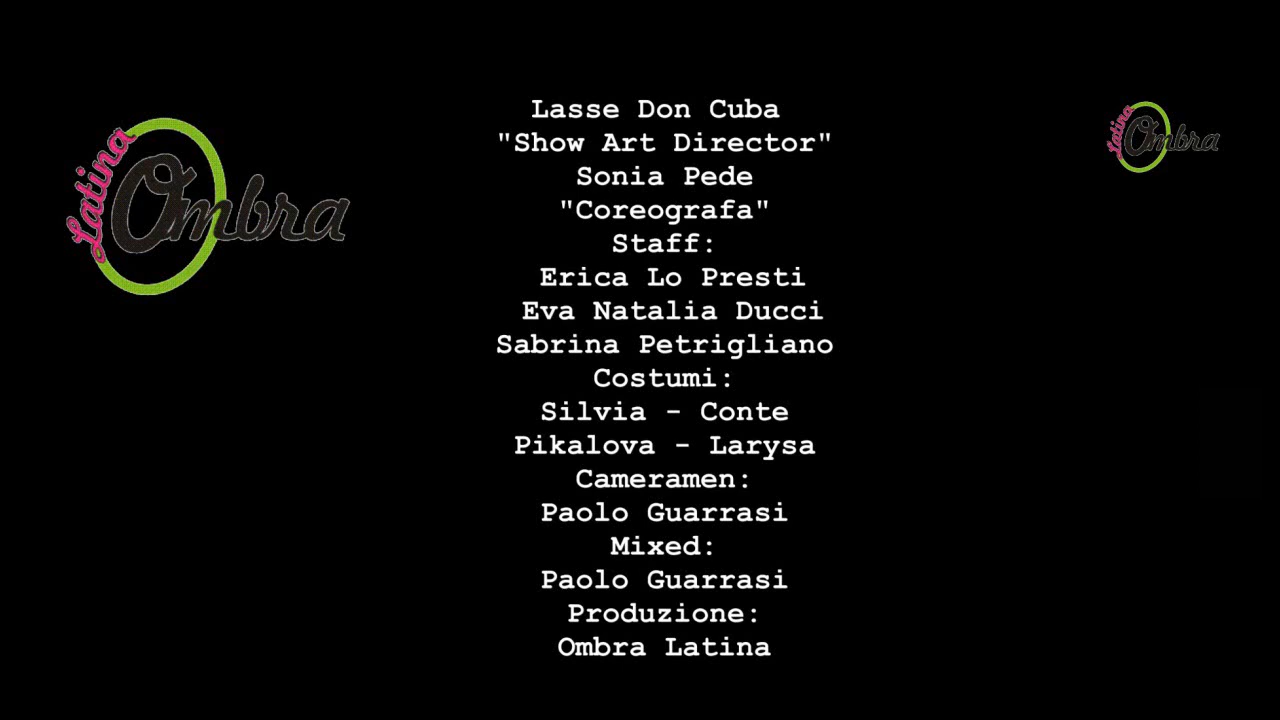 Latina
Ombra
Lasse Don Cuba
"Show Art Director"
Sonia Pede
"Coreografa"
Staff:
Erica Lo Presti
Eva Natalia Ducci
Sabrina Petrigliano
Costumi:
Silvia - Conte
Pikalova - Larysa
Cameramen:
Paolo Guarrasi
Mixed:
Paolo Guarrasi
Produzione:
Ombra Latina
Latina
Ombra